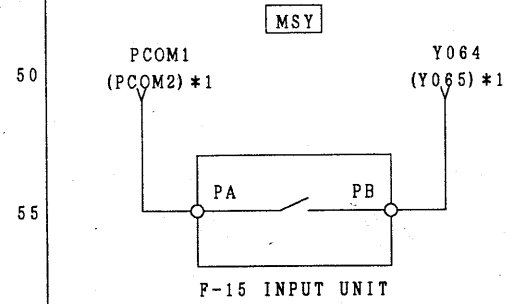 MSY
PCOM1 Y064
50 (PCOM2)*1 (Y065)*1
55 PA PB
F-15 INPUT UNIT